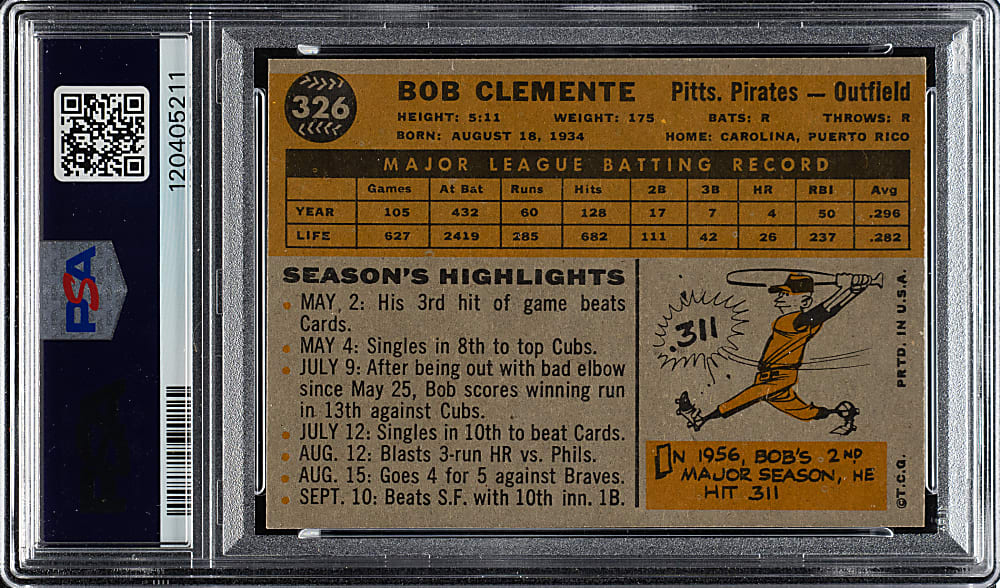 PSA
120405211
326
BOB CLEMENTE Pitts. Pirates — Outfield
HEIGHT: 5:11 WEIGHT: 175 BATS: R THROWS: R
BORN: AUGUST 18, 1934 HOME: CAROLINA, PUERTO RICO
MAJOR LEAGUE BATTING RECORD
Games At Bat Runs Hits 2B 3B HR RBI Avg
YEAR 105 432 60 128 17 7 4 50 .296
LIFE 627 2419 285 682 111 42 26 237 .282
SEASON'S HIGHLIGHTS
MAY 2: His 3rd hit of game beats
Cards.
MAY 4: Singles in 8th to top Cubs.
JULY 9: After being out with bad elbow
since May 25, Bob scores winning run
in 13th against Cubs.
JULY 12: Singles in 10th to beat Cards.
AUG. 12: Blasts 3-run HR vs. Phils.
AUG. 15: Goes 4 for 5 against Braves.
SEPT. 10: Beats S.F. with 10th inn. 1B.
.311
IN 1956, BOB'S 2ND
MAJOR SEASON, HE
HIT .311
©T.C.G. PRTD. IN U.S.A.